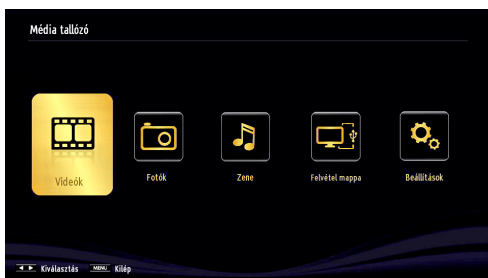 Média tallózó
Videók Fotók Zene Felvétel mappa Beállítások
Kiválasztás MENU Kilép